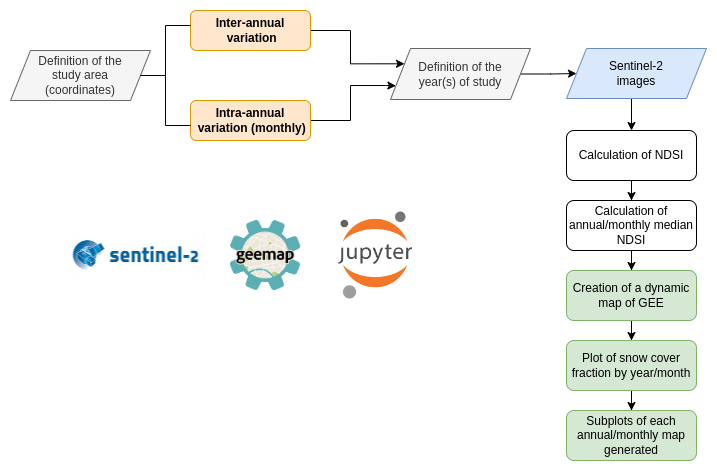 Definition of the
study area
(coordinates)
Inter-annual
variation
Intra-annual
variation (monthly)
Definition of the
year(s) of study
Sentinel-2
images
Calculation of NDSI
Calculation of
annual/monthly median
NDSI
Creation of a dynamic
map of GEE
Plot of snow cover
fraction by year/month
Subplots of each
annual/monthly map
generated
sentinel-2
geemap
jupyter